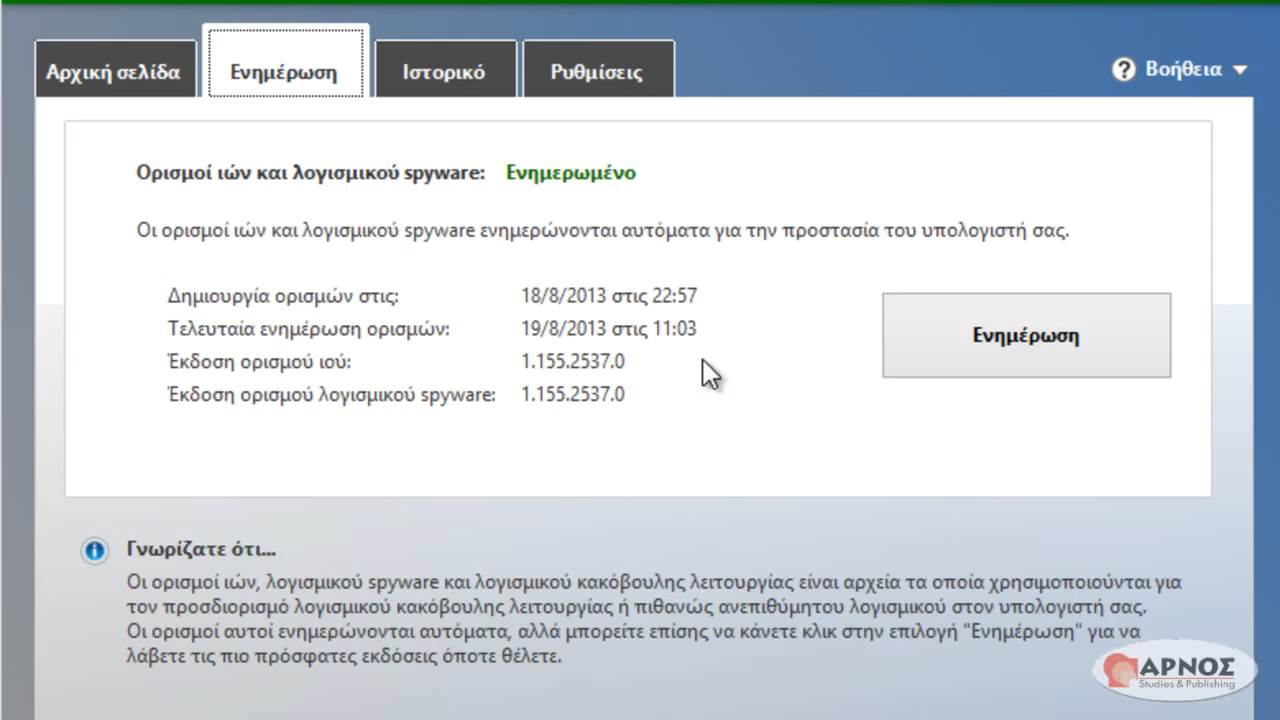 Αρχική σελίδα
Ενημέρωση
Ιστορικό
Ρυθμίσεις
? Βοήθεια
Ορισμοί ιών και λογισμικού spyware: Ενημερωμένο
Οι ορισμοί ιών και λογισμικού spyware ενημερώνονται αυτόματα για την προστασία του υπολογιστή σας.
Δημιουργία ορισμών στις: 18/8/2013 στις 22:57
Τελευταία ενημέρωση ορισμών: 19/8/2013 στις 11:03
Έκδοση ορισμού ιού: 1.155.2537.0
Έκδοση ορισμού λογισμικού spyware: 1.155.2537.0
Ενημέρωση
Γνωρίζατε ότι...
Οι ορισμοί ιών, λογισμικού spyware και λογισμικού κακόβουλης λειτουργίας είναι αρχεία τα οποία χρησιμοποιούνται για
τον προσδιορισμό λογισμικού κακόβουλης λειτουργίας ή πιθανώς ανεπιθύμητου λογισμικού στον υπολογιστή σας.
Οι ορισμοί αυτοί ενημερώνονται αυτόματα, αλλά μπορείτε επίσης να κάνετε κλικ στην επιλογή "Ενημέρωση" για να
λάβετε τις πιο πρόσφατες εκδόσεις όποτε θέλετε.
ΑΡΝΟΣ
Studies & Publishing